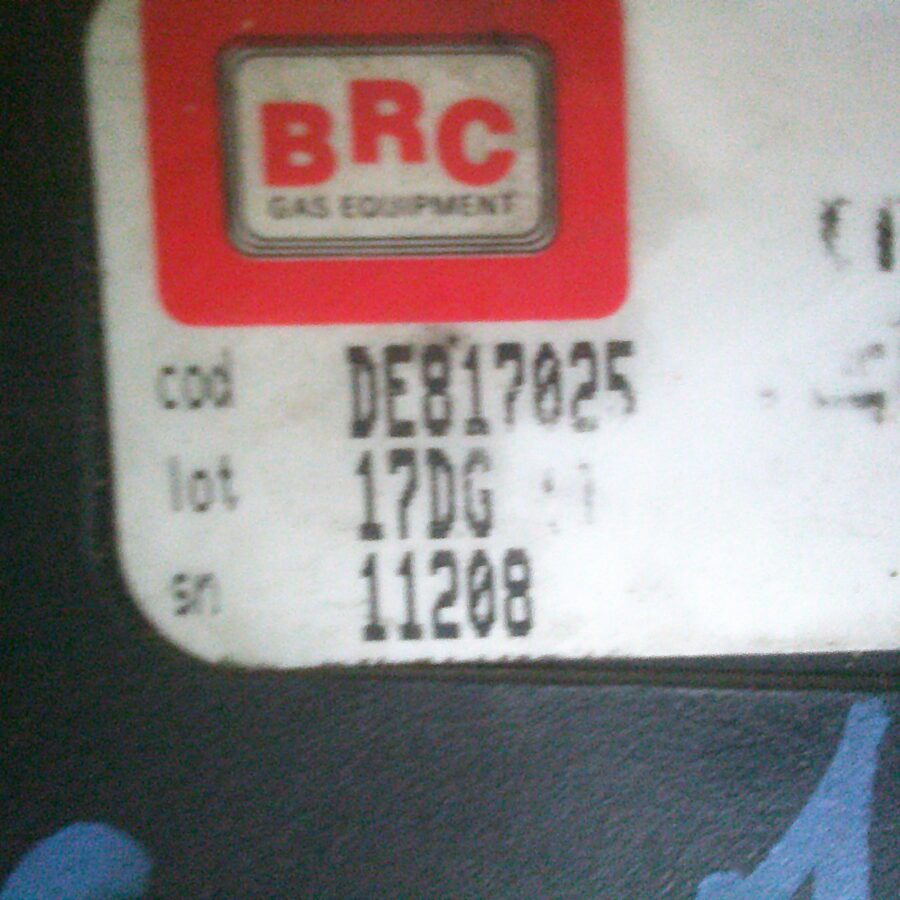 BRC
GAS EQUIPMENT
cod DE817025
lot 17DG
sn 11208